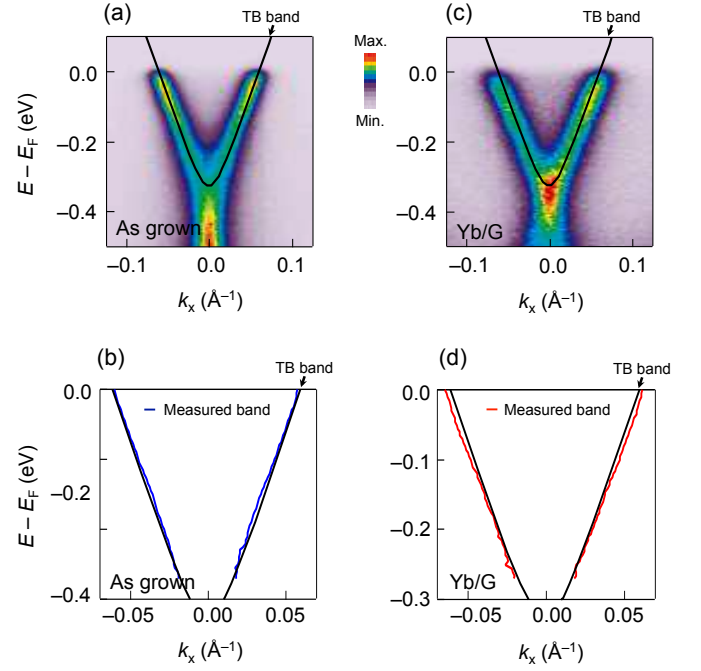 (a)
TB band
0.0
–0.2
–0.4
E – EF (eV)
As grown
–0.1
0.0
0.1
kx (Å–1)
Max.
Min.
(c)
TB band
0.0
–0.2
–0.4
Yb/G
–0.1
0.0
0.1
kx (Å–1)
(b)
TB band
0.0
–0.2
–0.4
E – EF (eV)
Measured band
As grown
–0.05
0.00
0.05
kx (Å–1)
(d)
TB band
0.0
–0.1
–0.2
–0.3
Measured band
Yb/G
–0.05
0.00
0.05
kx (Å–1)